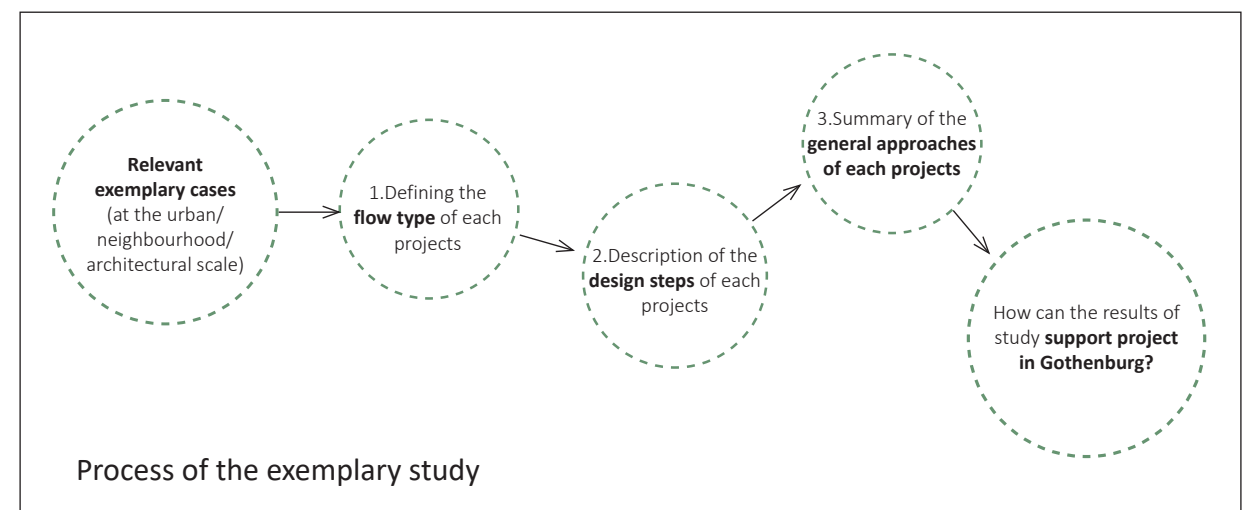 Relevant
exemplary cases
(at the urban/
neighbourhood/
architectural scale)
1.Defining the
flow type of each
projects
2.Description of the
design steps of each
projects
3.Summary of the
general approaches
of each projects
How can the results of
study support project
in Gothenburg?
Process of the exemplary study